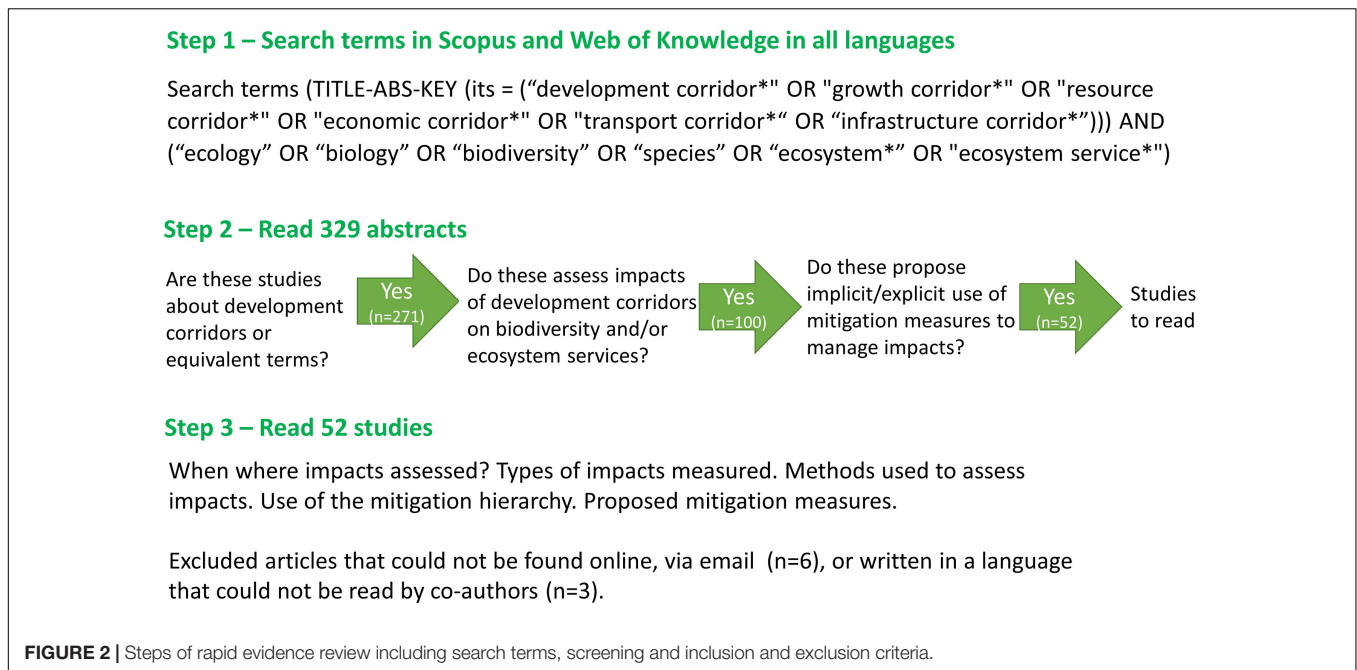 Step 1 – Search terms in Scopus and Web of Knowledge in all languages
Search terms (TITLE-ABS-KEY (its = (“development corridor*" OR "growth corridor*" OR "resource
corridor*" OR "economic corridor*" OR "transport corridor*“ OR “infrastructure corridor*”))) AND
(“ecology” OR “biology” OR “biodiversity” OR “species” OR “ecosystem*” OR "ecosystem service*")
Step 2 – Read 329 abstracts
Are these studies
about development
corridors or
equivalent terms?
Yes
(n=271)
Do these assess impacts
of development corridors
on biodiversity and/or
ecosystem services?
Yes
(n=100)
Do these propose
implicit/explicit use of
mitigation measures to
manage impacts?
Yes
(n=52)
Studies
to read
Step 3 – Read 52 studies
When where impacts assessed? Types of impacts measured. Methods used to assess
impacts. Use of the mitigation hierarchy. Proposed mitigation measures.
Excluded articles that could not be found online, via email (n=6), or written in a language
that could not be read by co-authors (n=3).
FIGURE 2 | Steps of rapid evidence review including search terms, screening and inclusion and exclusion criteria.